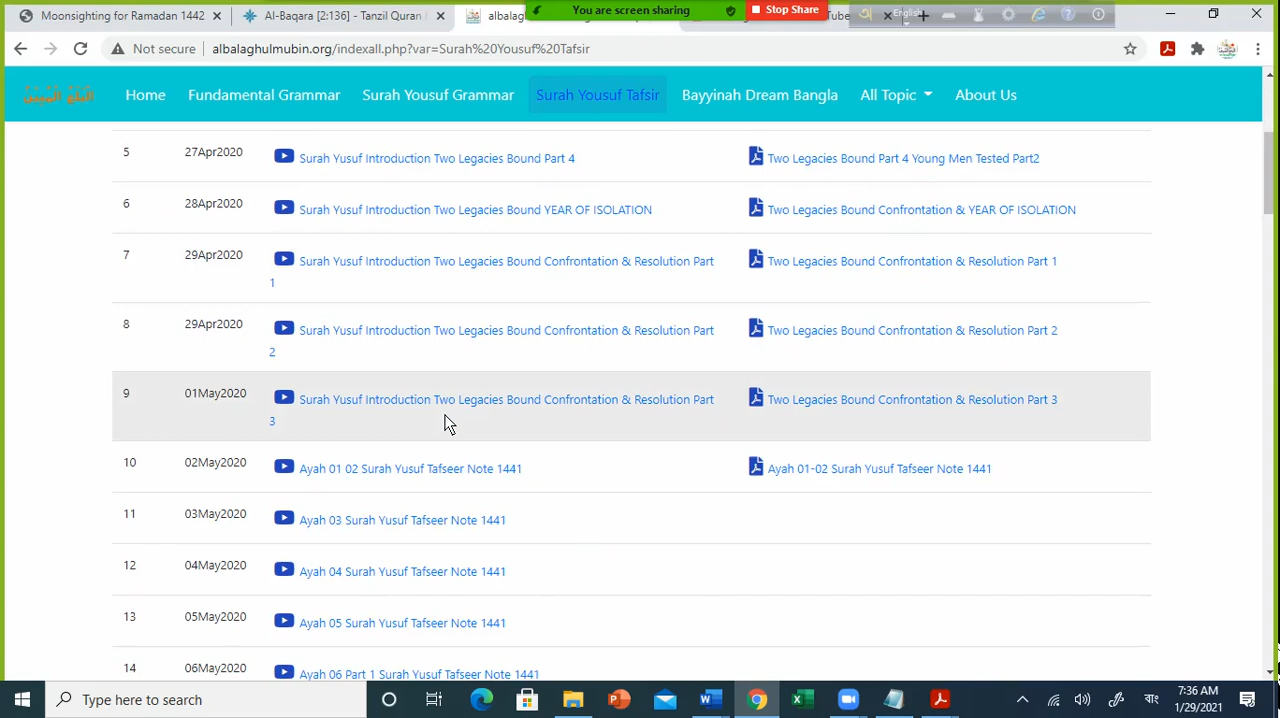 Moonsighting for Ramadan 1442
Al-Baqara [2:136] - Tanzil Quran
albala
You are screen sharing
Stop Share
Tube
English
Not secure
albalaghulmubin.org/indexall.php?var=Surah%20Yousuf%20Tafsir
Home
Fundamental Grammar
Surah Yousuf Grammar
Surah Yousuf Tafsir
Bayyinah Dream Bangla
All Topic
About Us
5 27Apr2020 Surah Yusuf Introduction Two Legacies Bound Part 4 Two Legacies Bound Part 4 Young Men Tested Part2
6 28Apr2020 Surah Yusuf Introduction Two Legacies Bound YEAR OF ISOLATION Two Legacies Bound Confrontation & YEAR OF ISOLATION
7 29Apr2020 Surah Yusuf Introduction Two Legacies Bound Confrontation & Resolution Part Two Legacies Bound Confrontation & Resolution Part 1
1
8 29Apr2020 Surah Yusuf Introduction Two Legacies Bound Confrontation & Resolution Part Two Legacies Bound Confrontation & Resolution Part 2
2
9 01May2020 Surah Yusuf Introduction Two Legacies Bound Confrontation & Resolution Part Two Legacies Bound Confrontation & Resolution Part 3
3
10 02May2020 Ayah 01 02 Surah Yusuf Tafseer Note 1441 Ayah 01-02 Surah Yusuf Tafseer Note 1441
11 03May2020 Ayah 03 Surah Yusuf Tafseer Note 1441
12 04May2020 Ayah 04 Surah Yusuf Tafseer Note 1441
13 05May2020 Ayah 05 Surah Yusuf Tafseer Note 1441
14 06May2020 Ayah 06 Part 1 Surah Yusuf Tafseer Note 1441
Type here to search
বাং
7:36 AM
1/29/2021